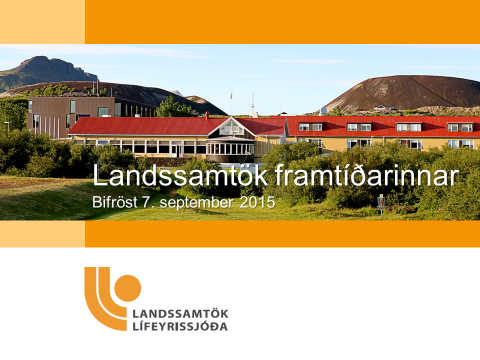 Landssamtök framtíðarinnar
Bifröst 7. september 2015
LANDSSAMTÖK
LÍFEYRISSJÓÐA